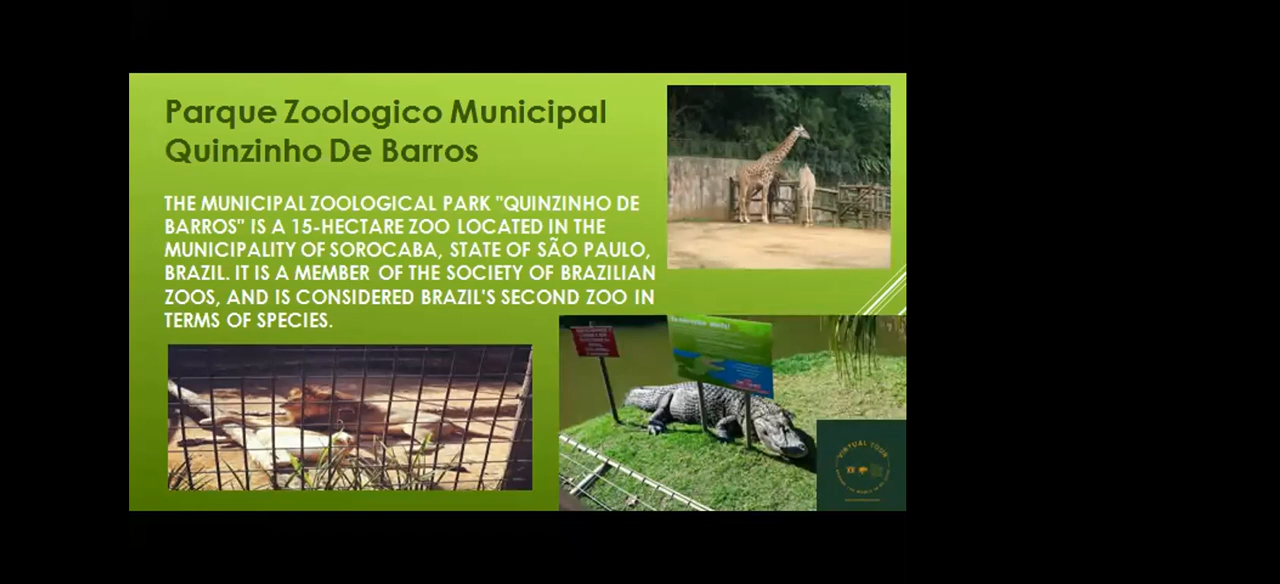 Parque Zoologico Municipal
Quinzinho De Barros
THE MUNICIPAL ZOOLOGICAL PARK "QUINZINHO DE
BARROS" IS A 15-HECTARE ZOO LOCATED IN THE
MUNICIPALITY OF SOROCABA, STATE OF SÃO PAULO,
BRAZIL. IT IS A MEMBER OF THE SOCIETY OF BRAZILIAN
ZOOS, AND IS CONSIDERED BRAZIL'S SECOND ZOO IN
TERMS OF SPECIES.
VIRTUAL TOUR